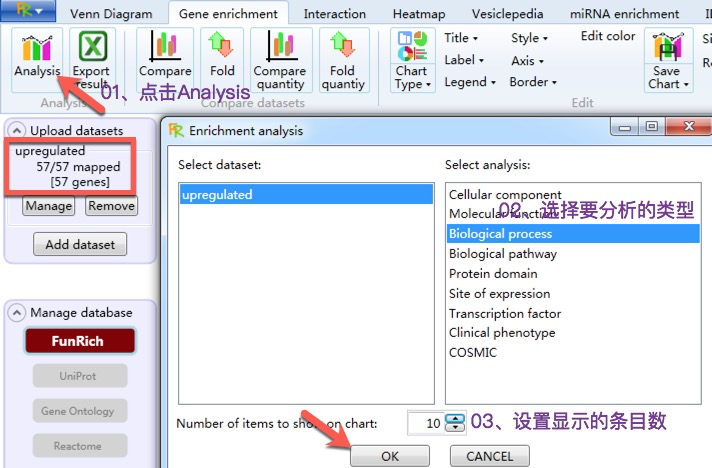 Venn Diagram Gene enrichment Interaction Heatmap Vesiclepedia miRNA enrichment
Analysis Export result Compare Fold Compare quantity Fold quantiy Chart Type Title Label Legend Style Axis Border Edit color Save Chart
01、点击Analysis
Analysis Compare datasets Edit
Upload datasets
upregulated
57/57 mapped
[57 genes]
Manage Remove
Add dataset
Manage database
FunRich
UniProt
Gene Ontology
Reactome
Enrichment analysis
Select dataset:
upregulated
Select analysis:
Cellular component
02、选择要分析的类型
Molecular function
Biological process
Biological pathway
Protein domain
Site of expression
Transcription factor
Clinical phenotype
COSMIC
Number of items to show on chart: 10
03、设置显示的条目数
OK CANCEL